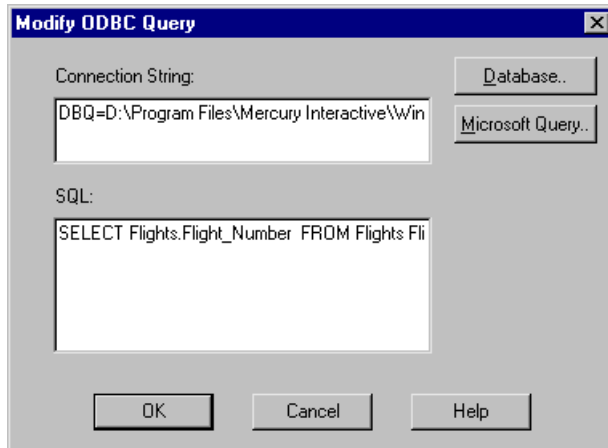 Modify ODBC Query
Connection String:
Database..
DBQ=D:\Program Files\Mercury Interactive\Win
Microsoft Query..
SQL:
SELECT Flights.Flight_Number  FROM Flights Fli
OK
Cancel
Help